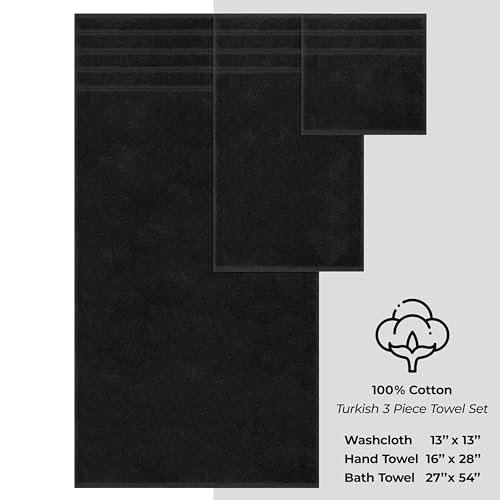 100% Cotton
Turkish 3 Piece Towel Set
Washcloth 13’’ x 13’’
Hand Towel 16’’ x 28’’
Bath Towel 27’’x 54’’